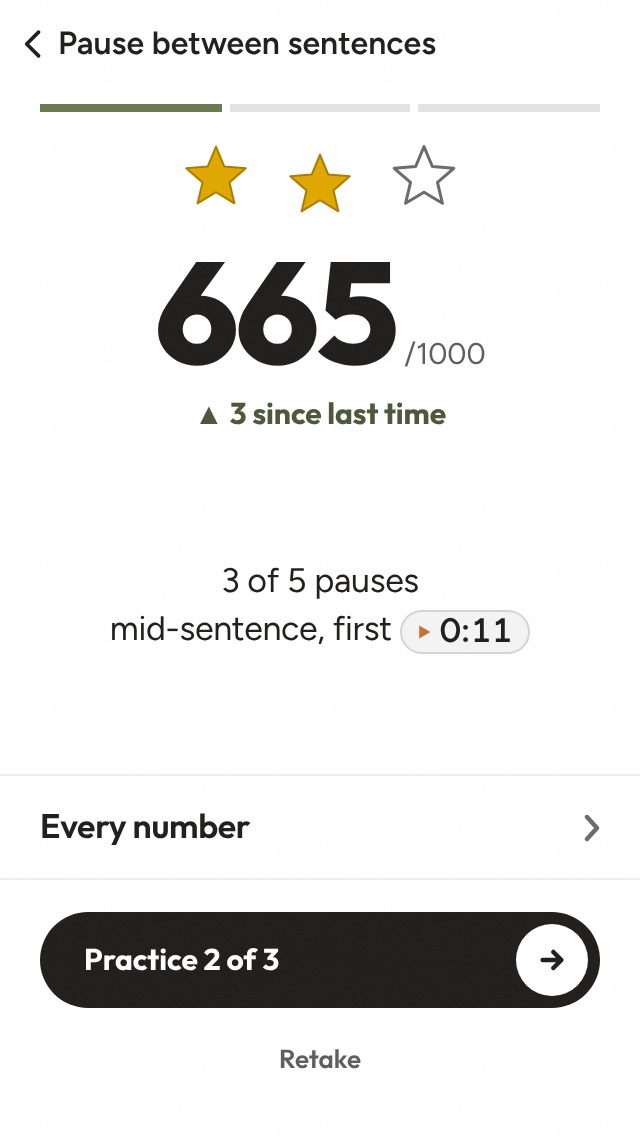 Pause between sentences
665 /1000
▲ 3 since last time
3 of 5 pauses
mid-sentence, first ▶ 0:11
Every number
Practice 2 of 3
Retake